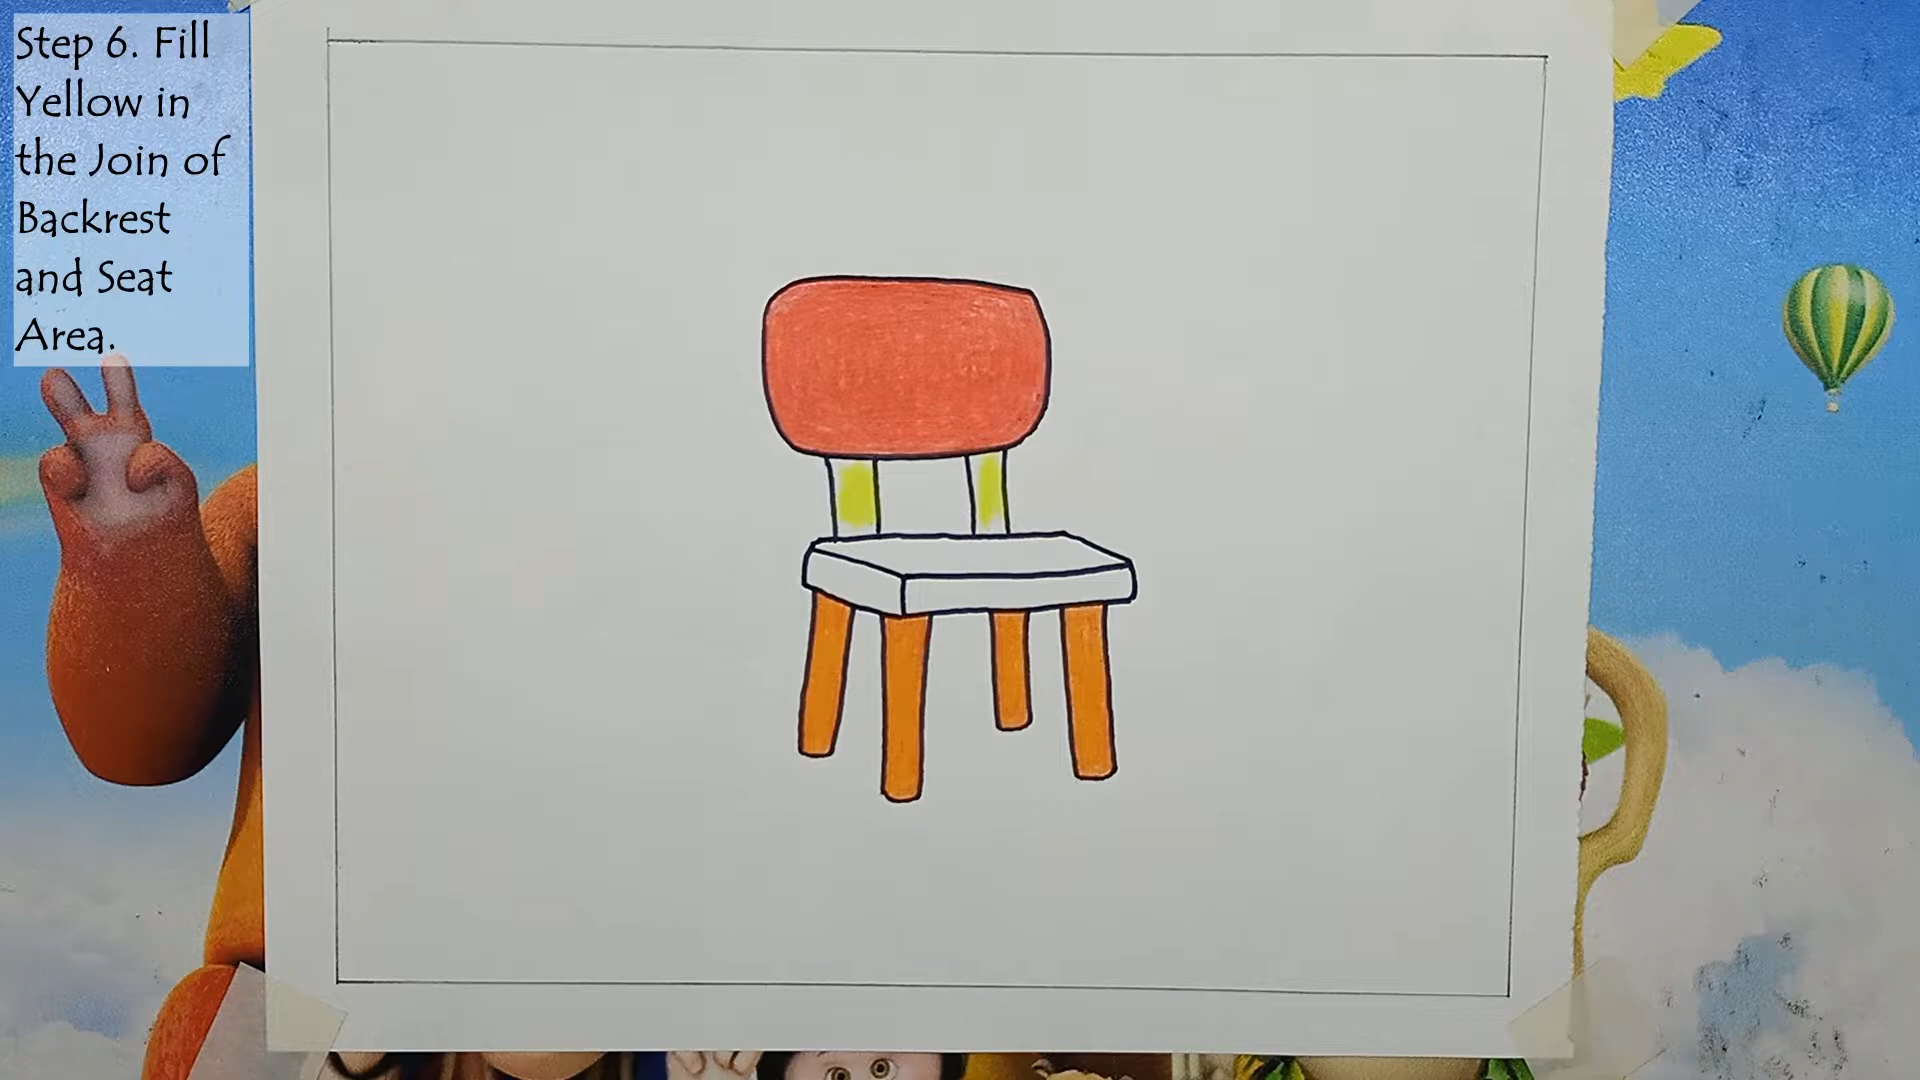 Step 6. Fill
Yellow in
the Join of
Backrest
and Seat
Area.